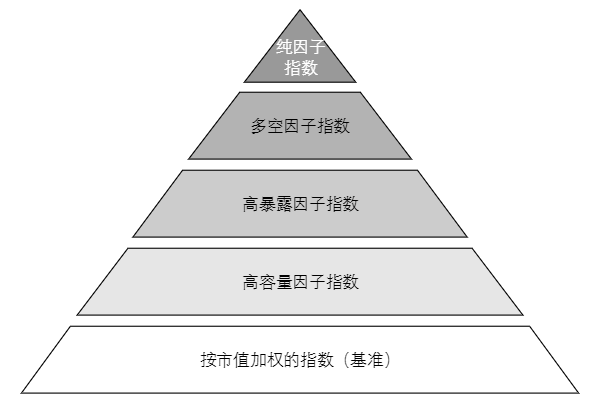 纯因子
指数
多空因子指数
高暴露因子指数
高容量因子指数
按市值加权的指数（基准）